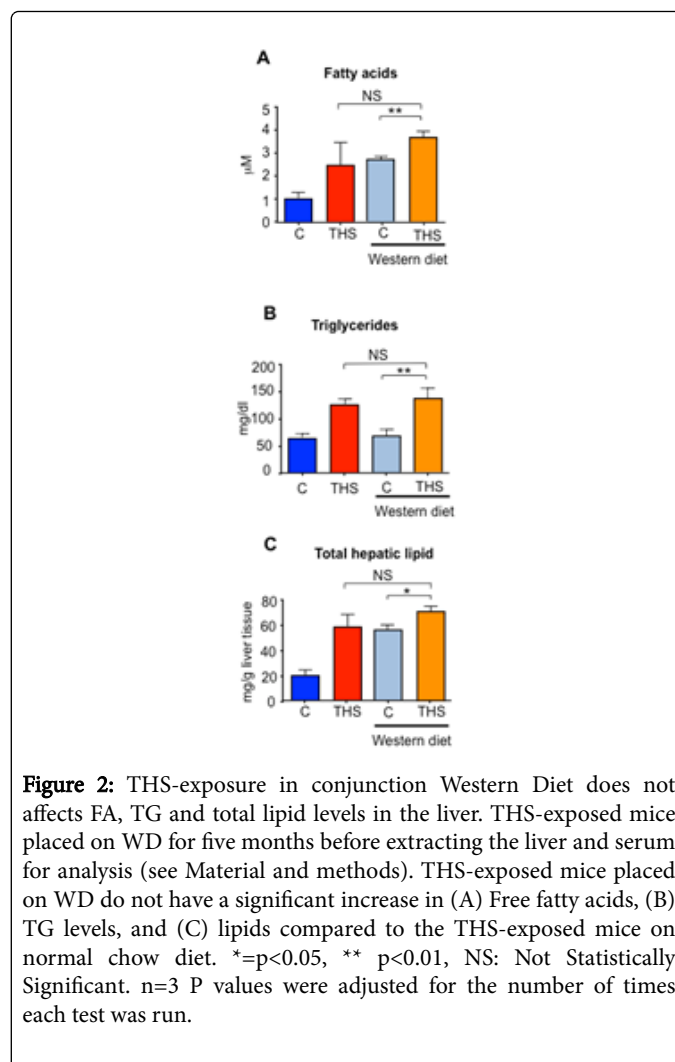 A
Fatty acids
NS
**
5
4
3
2
1
0
µM
C THS C THS
Western diet
B
Triglycerides
NS
**
200
150
100
50
0
mg/dl
C THS C THS
Western diet
C
Total hepatic lipid
NS
*
80
60
40
20
0
mg/g liver tissue
C THS C THS
Western diet
Figure 2: THS-exposure in conjunction Western Diet does not
affects FA, TG and total lipid levels in the liver. THS-exposed mice
placed on WD for five months before extracting the liver and serum
for analysis (see Material and methods). THS-exposed mice placed
on WD do not have a significant increase in (A) Free fatty acids, (B)
TG levels, and (C) lipids compared to the THS-exposed mice on
normal chow diet. *=p<0.05, ** p<0.01, NS: Not Statistically
Significant. n=3 P values were adjusted for the number of times
each test was run.